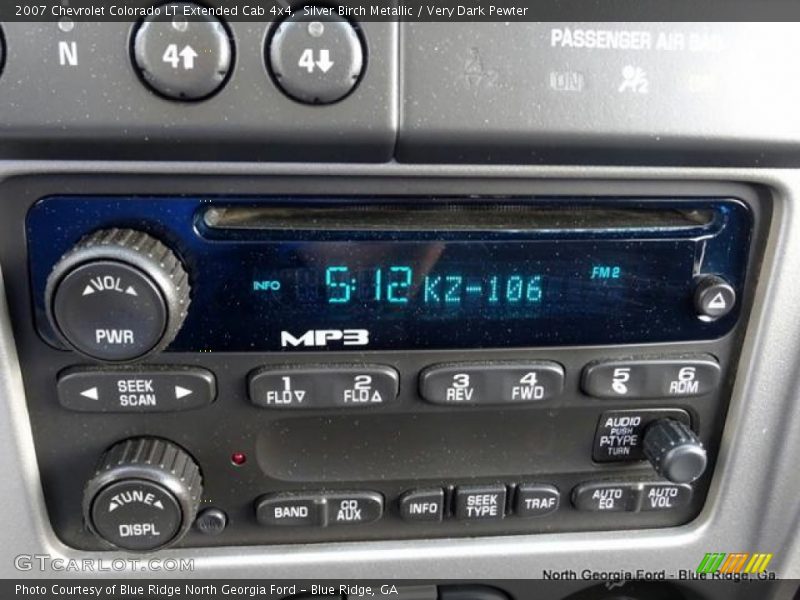 2007 Chevrolet Colorado LT Extended Cab 4x4, Silver Birch Metallic / Very Dark Pewter
N
4
4
PASSENGER AIR BAG
ON
2
VOL
PWR
INFO 5:12 KZ-106 FM2
MP3
SEEK
SCAN
1
FLD
2
FLD
3
REV
4
FWD
5
6
RDM
AUDIO
PUSH
P-TYPE
TURN
TUNE
DISPL
BAND
CD
AUX
INFO
SEEK
TYPE
TRAF
AUTO
EQ
AUTO
VOL
GTCARLOT.COM
North Georgia Ford - Blue Ridge, Ga.
Photo Courtesy of Blue Ridge North Georgia Ford - Blue Ridge, GA